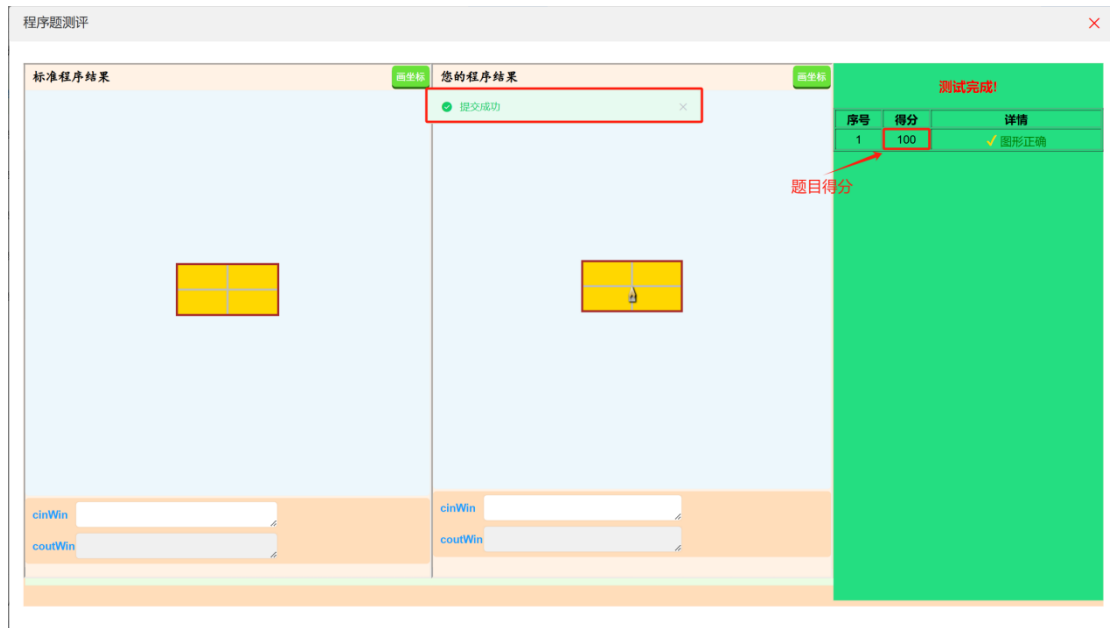 程序题测评
标准程序结果
画坐标
您的程序结果
画坐标
提交成功
测试完成!
序号 得分 详情
1 100 图形正确
题目得分
cinWin
coutWin
cinWin
coutWin